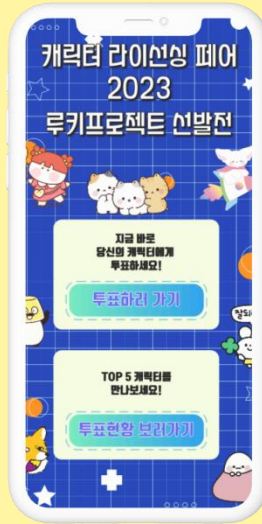 캐릭터 라이선싱 페어
2023
루키프로젝트 선발전
지금 바로
당신의 캐릭터에게
투표하세요!
투표하러 가기
TOP 5 캐릭터를
만나보세요!
투표현황 보러가기